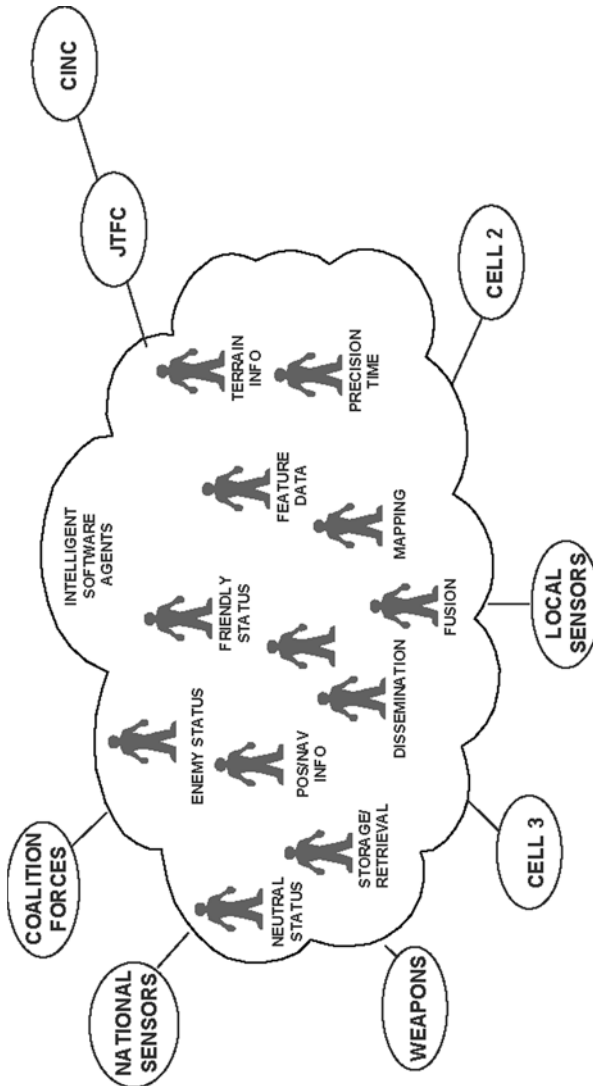 COALITION
FORCES
NATIONAL
SENSORS
CINC
JTFC
INTELLIGENT
SOFTWARE
AGENTS
ENEMY STATUS
FRIENDLY
STATUS
TERRAIN
INFO
NEUTRAL
STATUS
POS/NAV
INFO
FEATURE
DATA
PRECISION
TIME
STORAGE/
RETRIEVAL
DISSEMINATION
MAPPING
FUSION
WEAPONS
CELL 3
LOCAL
SENSORS
CELL 2